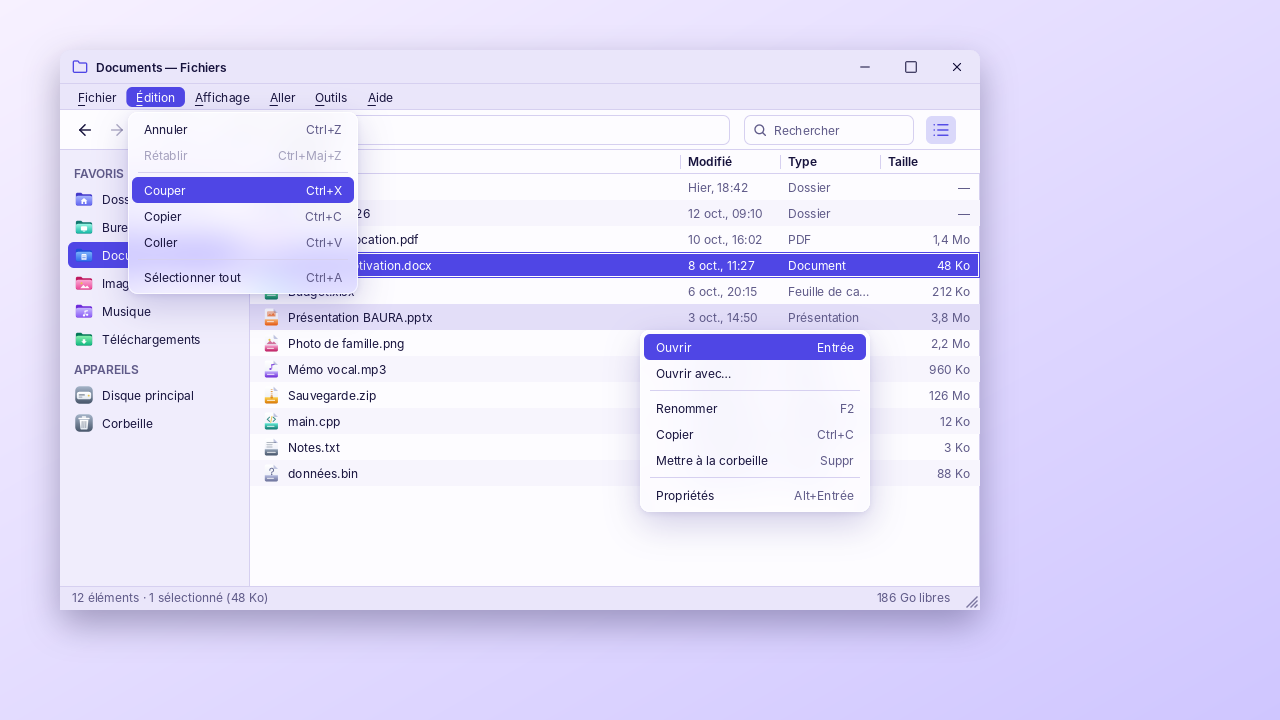 Documents — Fichiers
Fichier Édition Affichage Aller Outils Aide
Rechercher
Annuler Ctrl+Z
Rétablir Ctrl+Maj+Z
Couper Ctrl+X
Copier Ctrl+C
Coller Ctrl+V
Sélectionner tout Ctrl+A
FAVORIS
Musique
Téléchargements
APPAREILS
Disque principal
Corbeille
Modifié Type Taille
Hier, 18:42 Dossier —
26 12 oct., 09:10 Dossier —
ocation.pdf 10 oct., 16:02 PDF 1,4 Mo
tivation.docx 8 oct., 11:27 Document 48 Ko
6 oct., 20:15 Feuille de ca... 212 Ko
Présentation BAURA.pptx 3 oct., 14:50 Présentation 3,8 Mo
Photo de famille.png 2,2 Mo
Mémo vocal.mp3 960 Ko
Sauvegarde.zip 126 Mo
main.cpp 12 Ko
Notes.txt 3 Ko
données.bin 88 Ko
Ouvrir Entrée
Ouvrir avec...
Renommer F2
Copier Ctrl+C
Mettre à la corbeille Suppr
Propriétés Alt+Entrée
12 éléments · 1 sélectionné (48 Ko) 186 Go libres